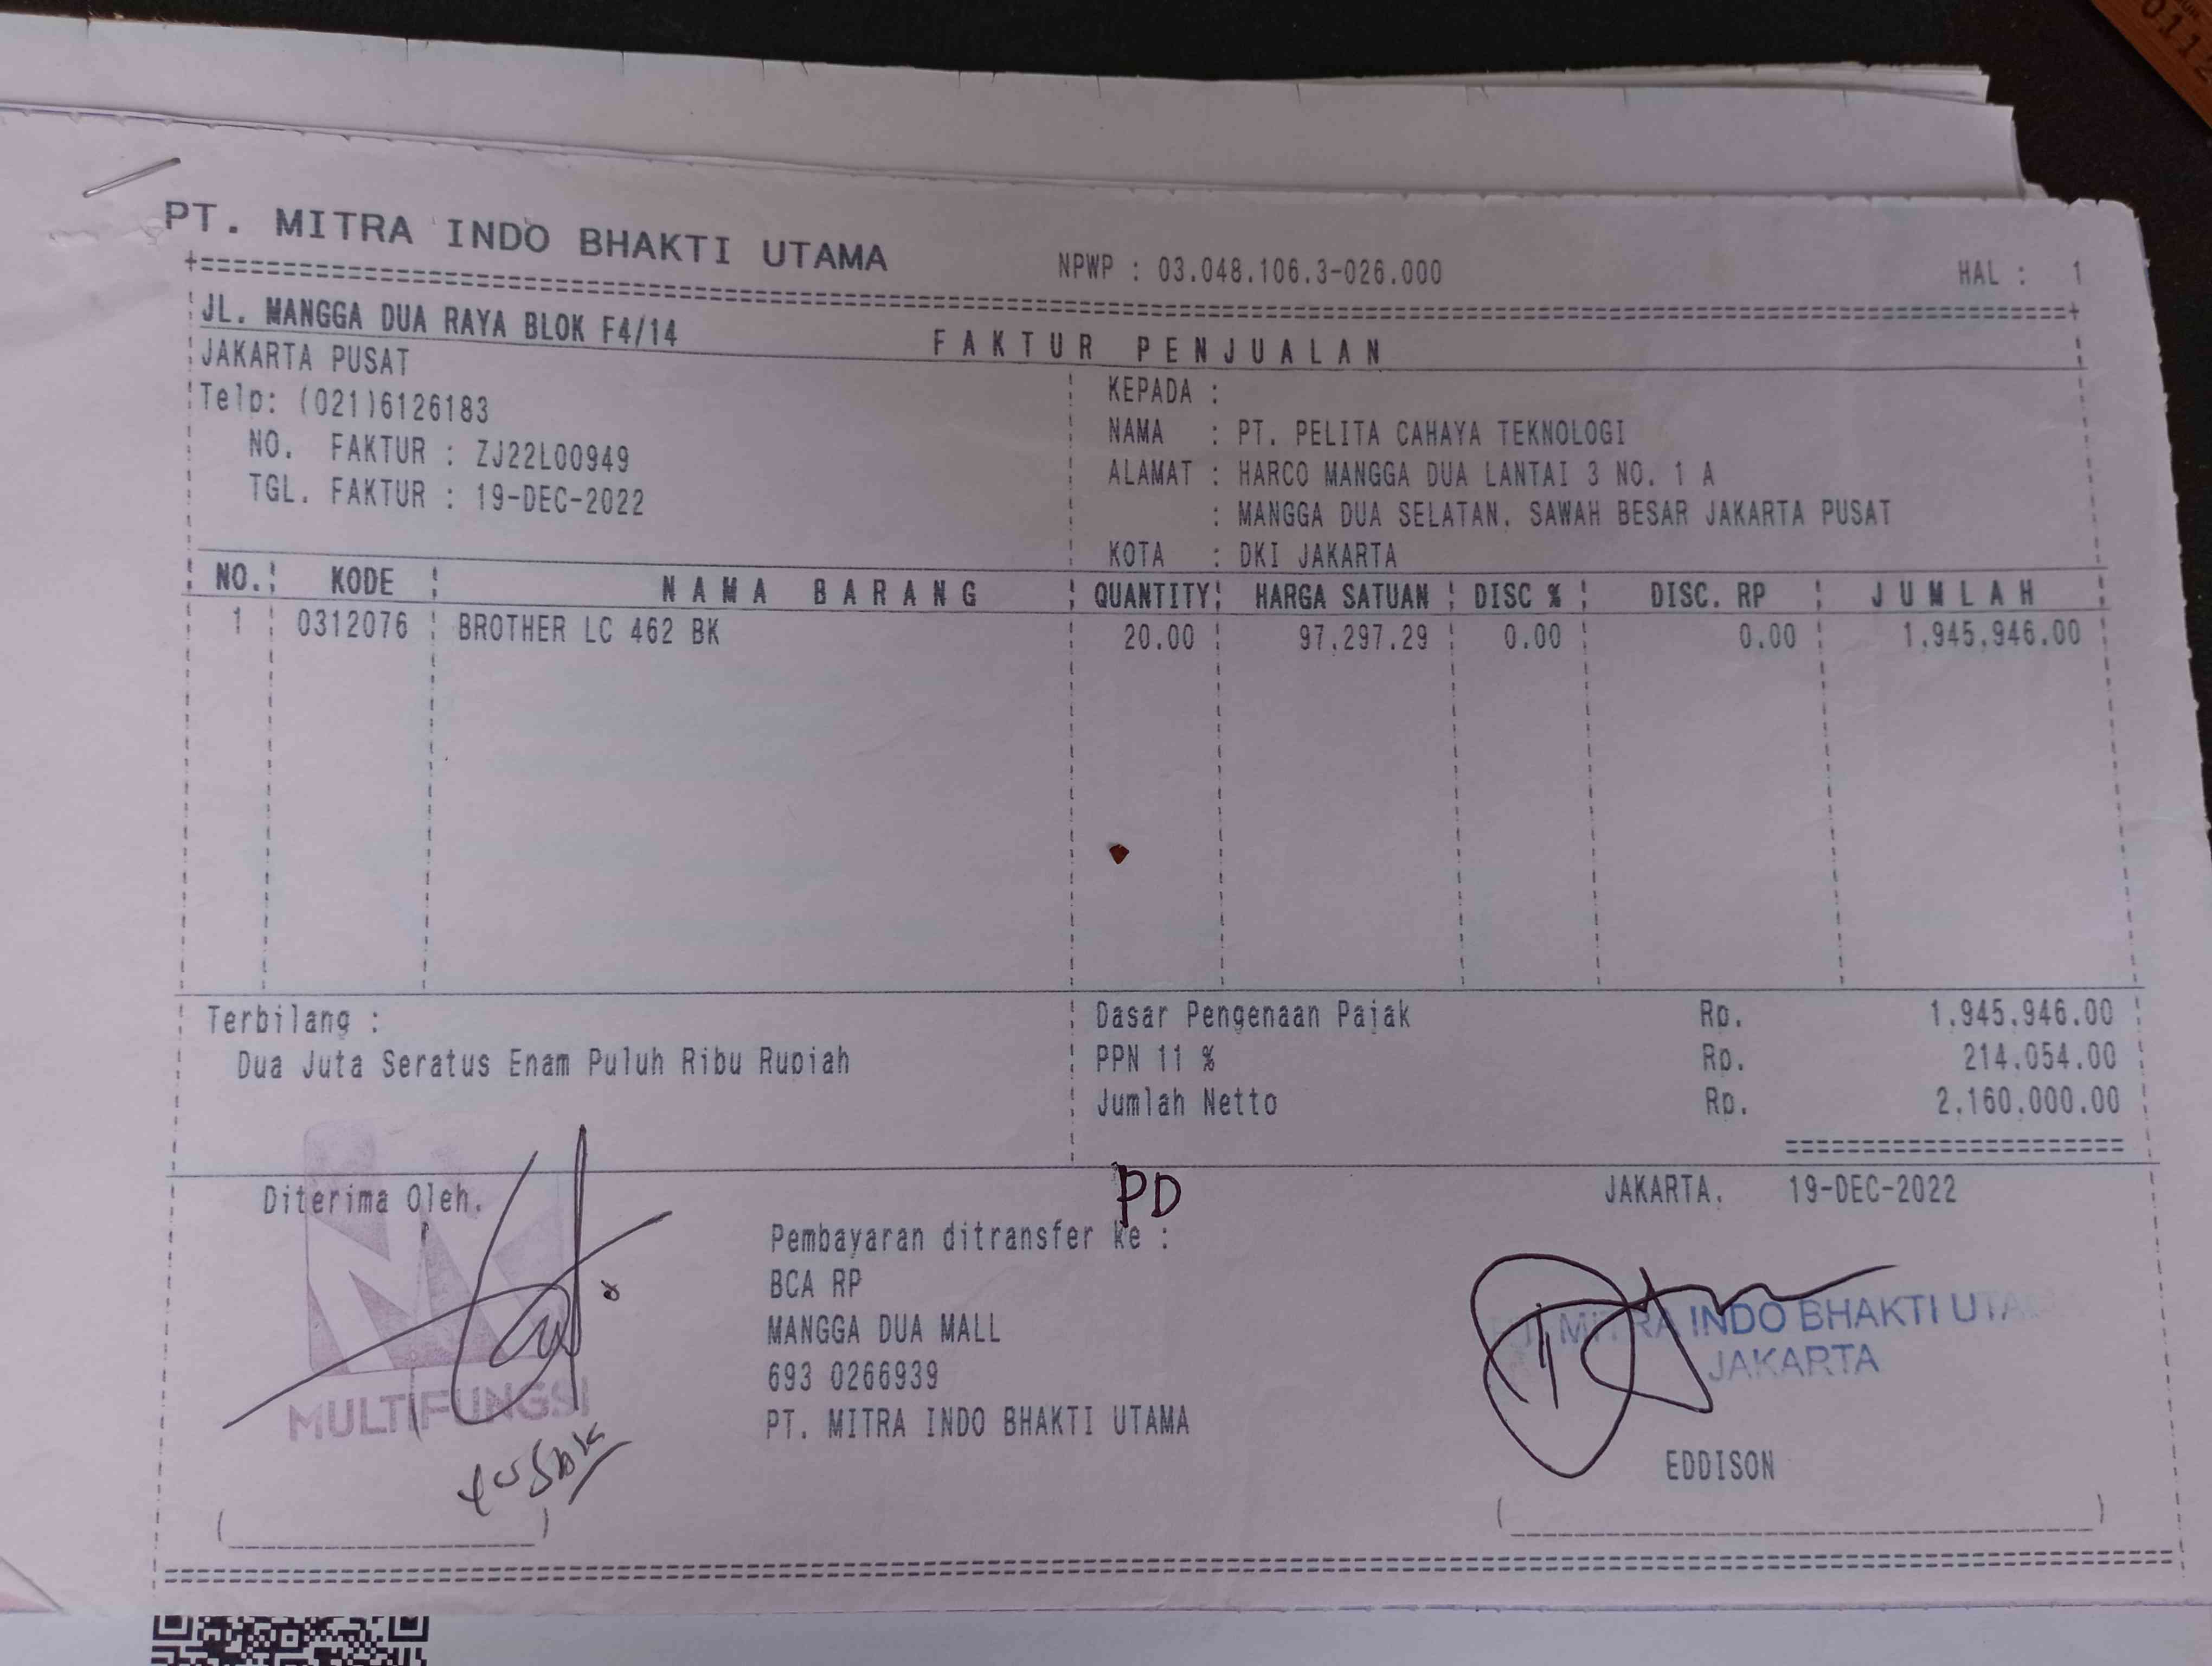 PT. MITRA INDO BHAKTI UTAMA
NPWP : 03.048.106.3-026.000 HAL : 1
JL. MANGGA DUA RAYA BLOK F4/14
FAKTUR PENJUALAN
JAKARTA PUSAT
Telp: (021)6126183
NO. FAKTUR : ZJ22L00949
TGL. FAKTUR : 19-DEC-2022
KEPADA :
NAMA : PT. PELITA CAHAYA TEKNOLOGI
ALAMAT : HARCO MANGGA DUA LANTAI 3 NO. 1 A
: MANGGA DUA SELATAN, SAWAH BESAR JAKARTA PUSAT
KOTA : DKI JAKARTA
NO. KODE NAMA BARANG QUANTITY HARGA SATUAN DISC % DISC. RP JUMLAH
1 0312076 BROTHER LC 462 BK 20.00 97,297.29 0.00 0.00 1,945,946.00
Terbilang :
Dua Juta Seratus Enam Puluh Ribu Rupiah
Dasar Pengenaan Pajak Rp. 1,945,946.00
PPN 11 % Rp. 214,054.00
Jumlah Netto Rp. 2,160,000.00
Diterima Oleh,
MULTIFUNGSI
PD
Pembayaran ditransfer ke :
BCA RP
MANGGA DUA MALL
693 0266939
PT. MITRA INDO BHAKTI UTAMA
JAKARTA, 19-DEC-2022
MITRA INDO BHAKTI
JAKARTA
EDDISON